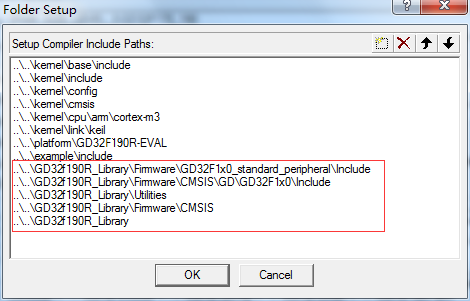 Folder Setup
Setup Compiler Include Paths:
..\..\kernel\base\include
..\..\kernel\include
..\..\kernel\config
..\..\kernel\cmsis
..\..\kernel\cpu\arm\cortex-m3
..\..\kernel\link\keil
..\..\platform\GD32F190R-EVAL
..\..\example\include
..\..\GD32f190R_Library\Firmware\GD32F1x0_standard_peripheral\Include
..\..\GD32f190R_Library\Firmware\CMSIS\GD\GD32F1x0\Include
..\..\GD32f190R_Library\Utilities
..\..\GD32f190R_Library\Firmware\CMSIS
..\..\GD32f190R_Library
OK
Cancel